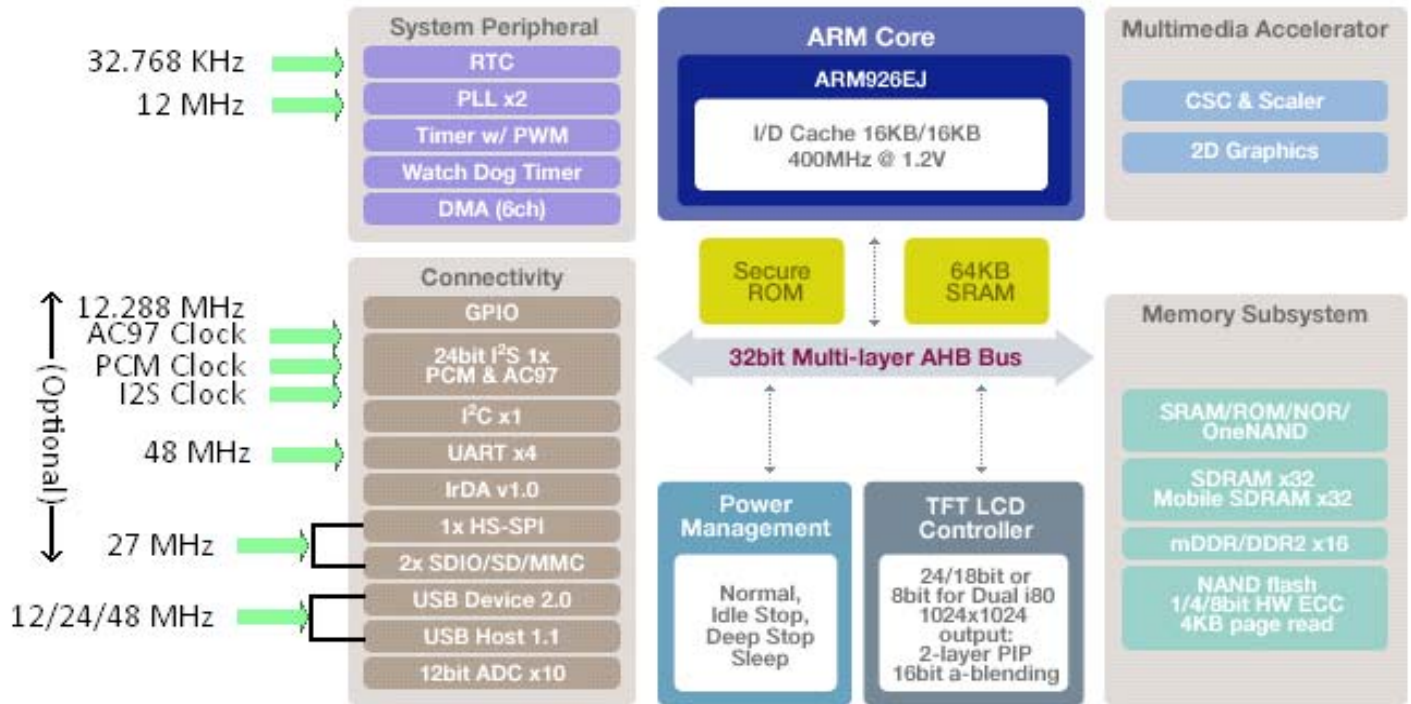 32.768 KHz
12 MHz
System Peripheral
RTC
PLL x2
Timer w/ PWM
Watch Dog Timer
DMA (6ch)
ARM Core
ARM926EJ
I/D Cache 16KB/16KB
400MHz @ 1.2V
Multimedia Accelerator
CSC & Scaler
2D Graphics
(Optional)
12.288 MHz
AC97 Clock
PCM Clock
I2S Clock
48 MHz
27 MHz
12/24/48 MHz
Connectivity
GPIO
24bit I²S 1x
PCM & AC97
I²C x1
UART x4
IrDA v1.0
1x HS-SPI
2x SDIO/SD/MMC
USB Device 2.0
USB Host 1.1
12bit ADC x10
Secure
ROM
64KB
SRAM
32bit Multi-layer AHB Bus
Power
Management
Normal,
Idle Stop,
Deep Stop
Sleep
TFT LCD
Controller
24/18bit or
8bit for Dual i80
1024x1024
output:
2-layer PIP
16bit a-blending
Memory Subsystem
SRAM/ROM/NOR/
OneNAND
SDRAM x32
Mobile SDRAM x32
mDDR/DDR2 x16
NAND flash
1/4/8bit HW ECC
4KB page read